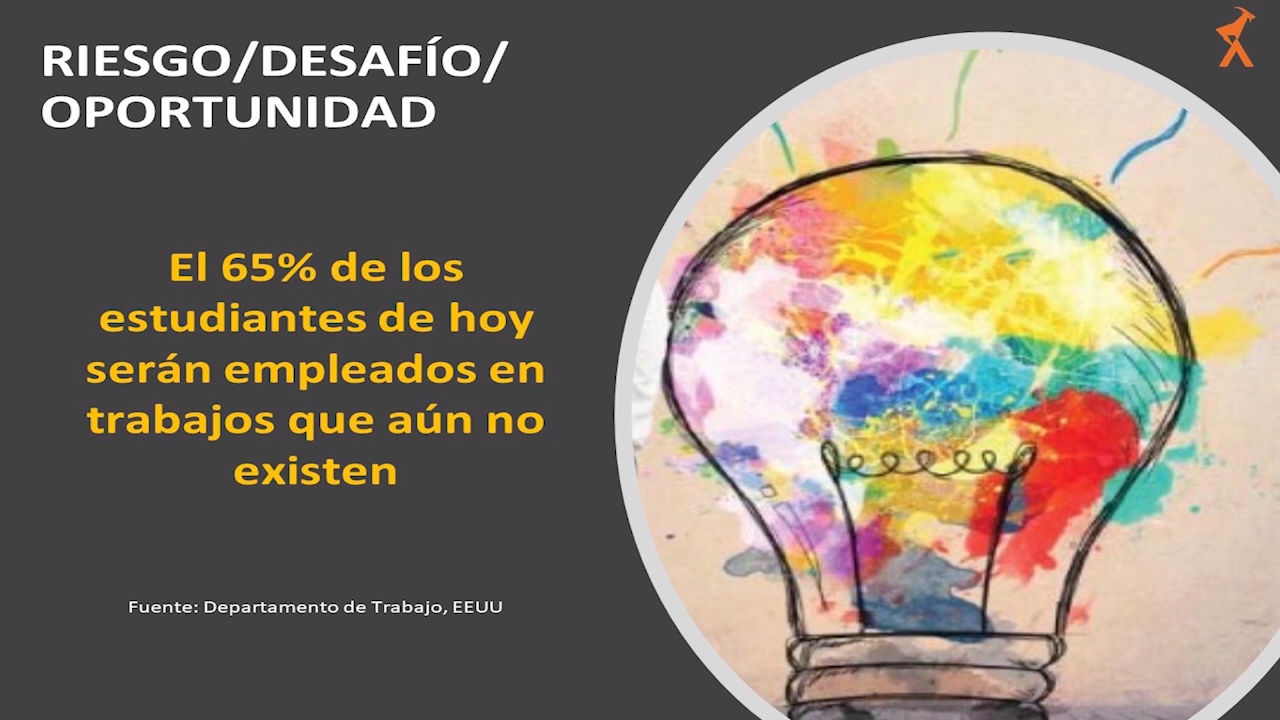 RIESGO/DESAFÍO/
OPORTUNIDAD
El 65% de los
estudiantes de hoy
serán empleados en
trabajos que aún no
existen
Fuente: Departamento de Trabajo, EEUU